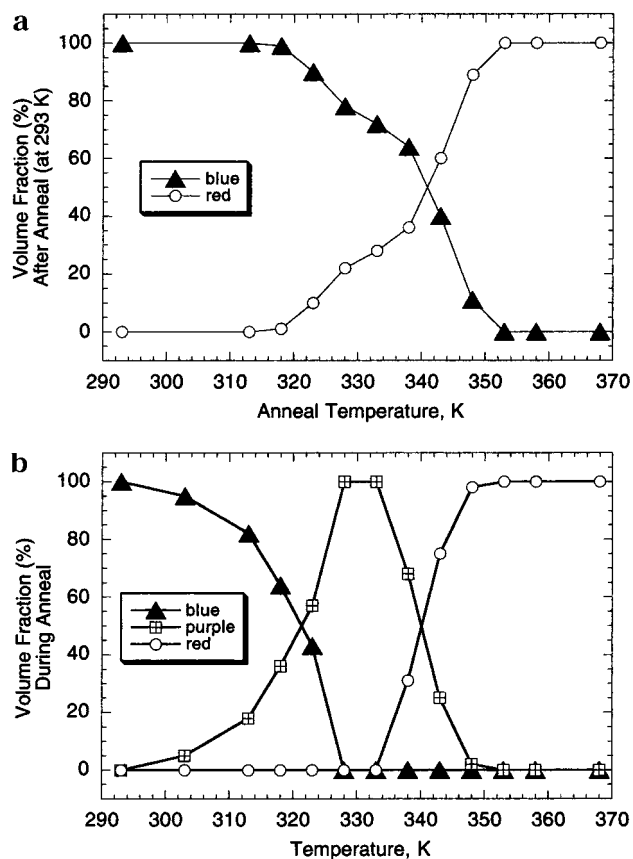 a
100
80
60
40
20
0
Volume Fraction (%)
After Anneal (at 293 K)
blue
red
290 300 310 320 330 340 350 360 370
Anneal Temperature, K
b
100
80
60
40
20
0
Volume Fraction (%)
During Anneal
blue
purple
red
290 300 310 320 330 340 350 360 370
Temperature, K